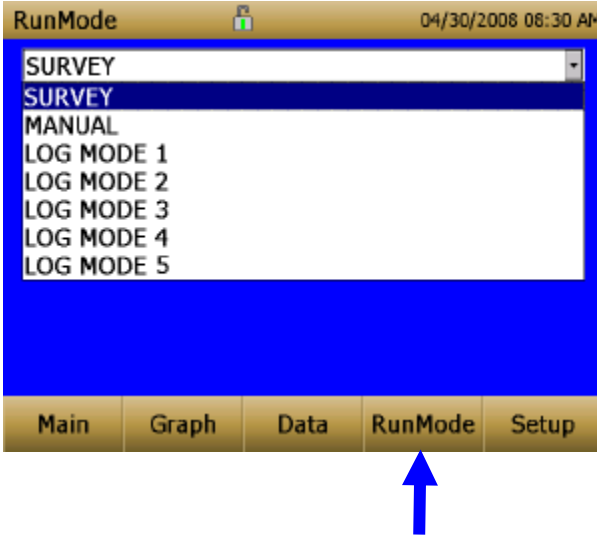 RunMode 04/30/2008 08:30 AM
SURVEY
SURVEY
MANUAL
LOG MODE 1
LOG MODE 2
LOG MODE 3
LOG MODE 4
LOG MODE 5
Main Graph Data RunMode Setup